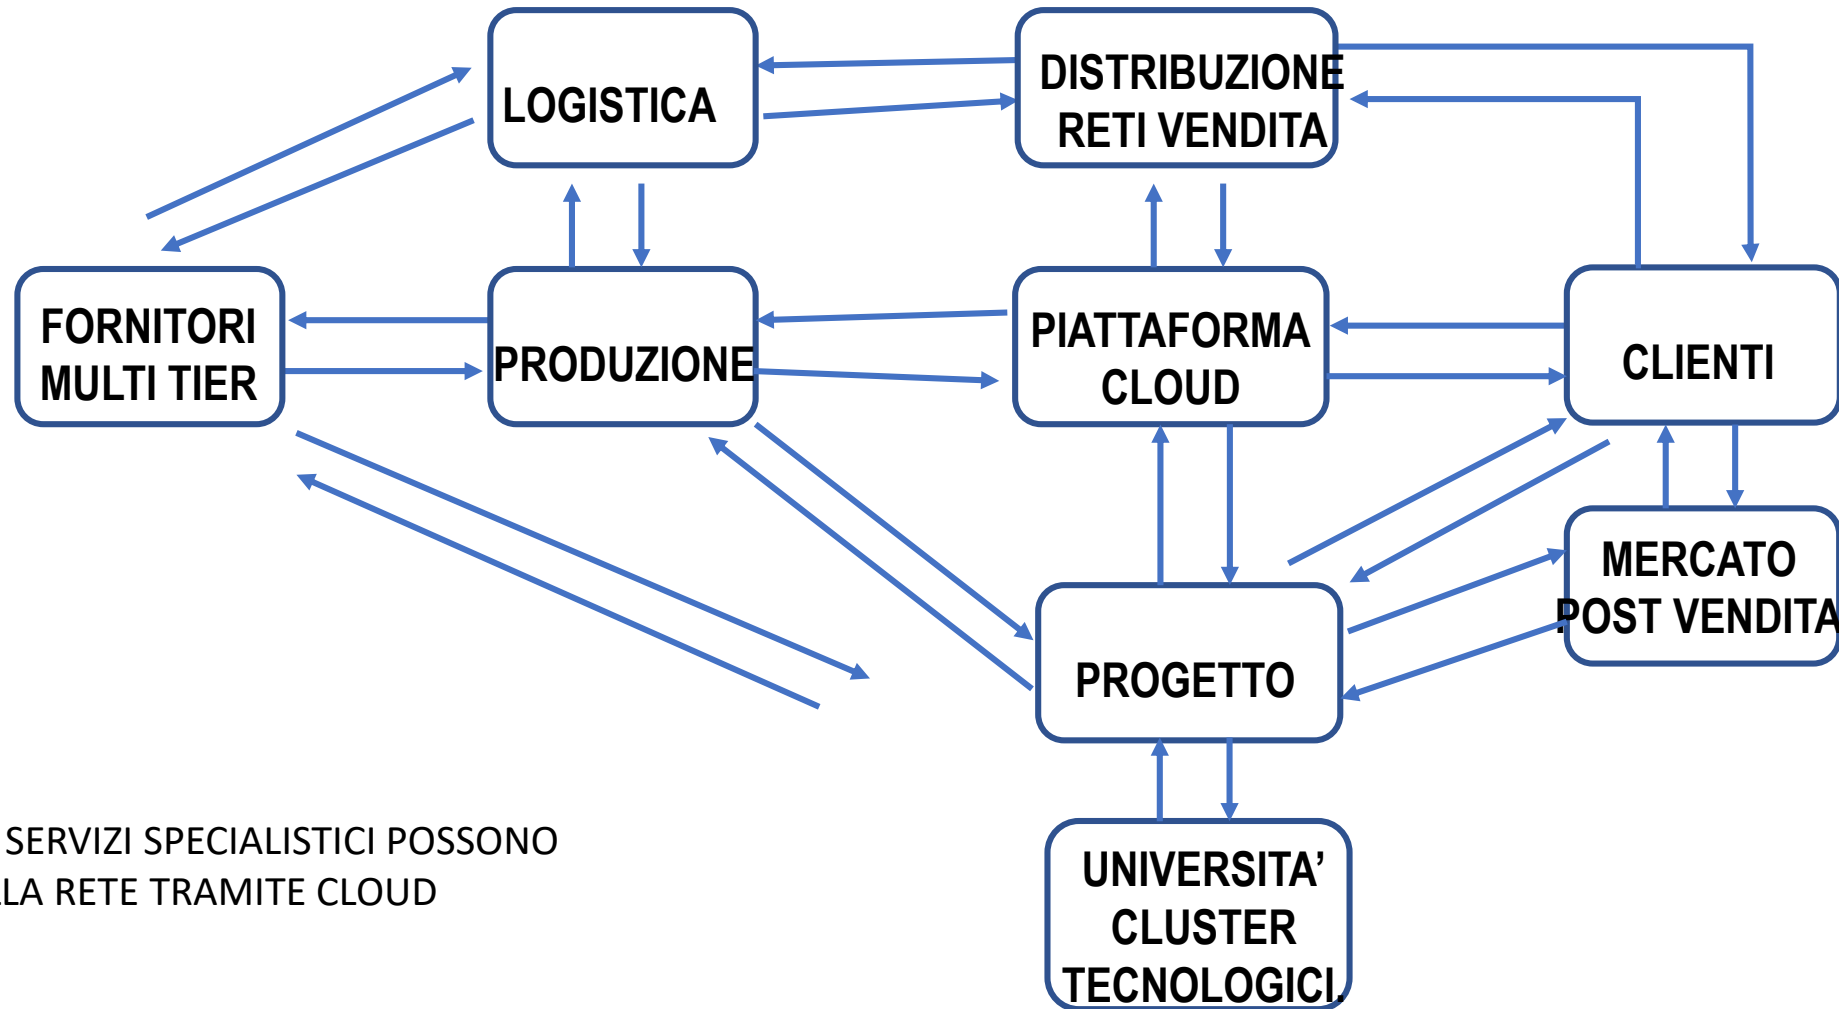 LOGISTICA
DISTRIBUZIONE
RETI VENDITA
FORNITORI
MULTI TIER
PRODUZIONE
PIATTAFORMA
CLOUD
CLIENTI
MERCATO
POST VENDITA
PROGETTO
SERVIZI SPECIALISTICI POSSONO
LLA RETE TRAMITE CLOUD
UNIVERSITA’
CLUSTER
TECNOLOGICI.